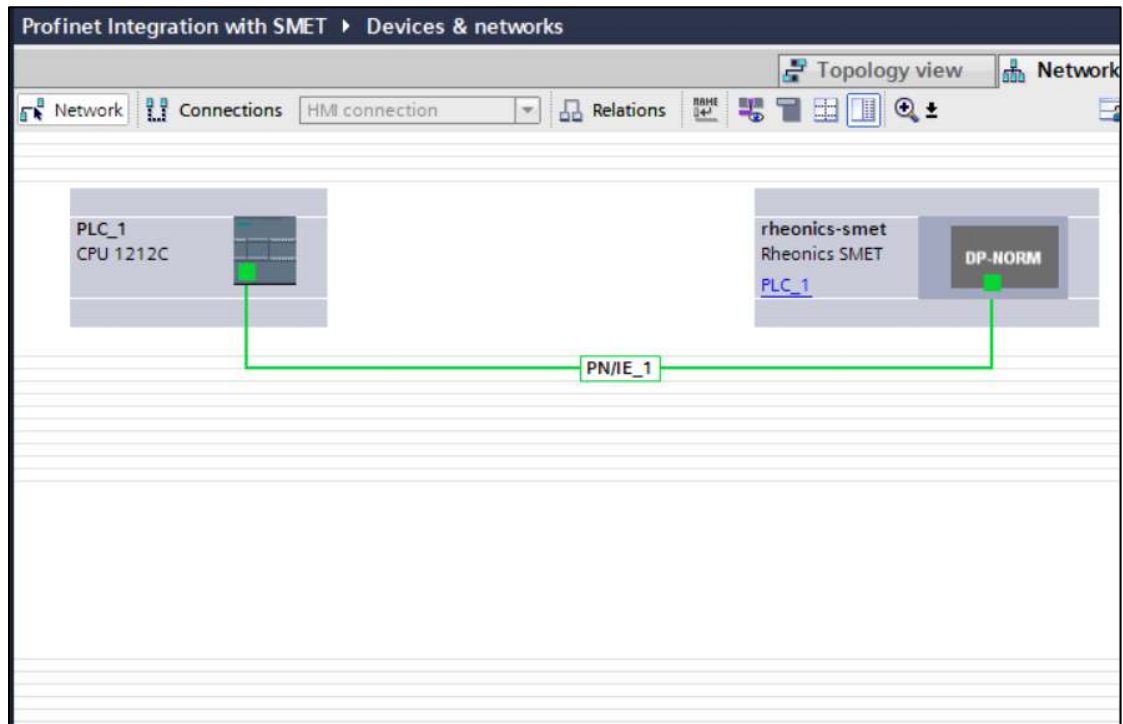 Profinet Integration with SMET ▸ Devices & networks
Topology view Network
Network Connections HMI connection Relations
PLC_1
CPU 1212C
rheonics-smet
Rheonics SMET
PLC_1
DP-NORM
PN/IE_1